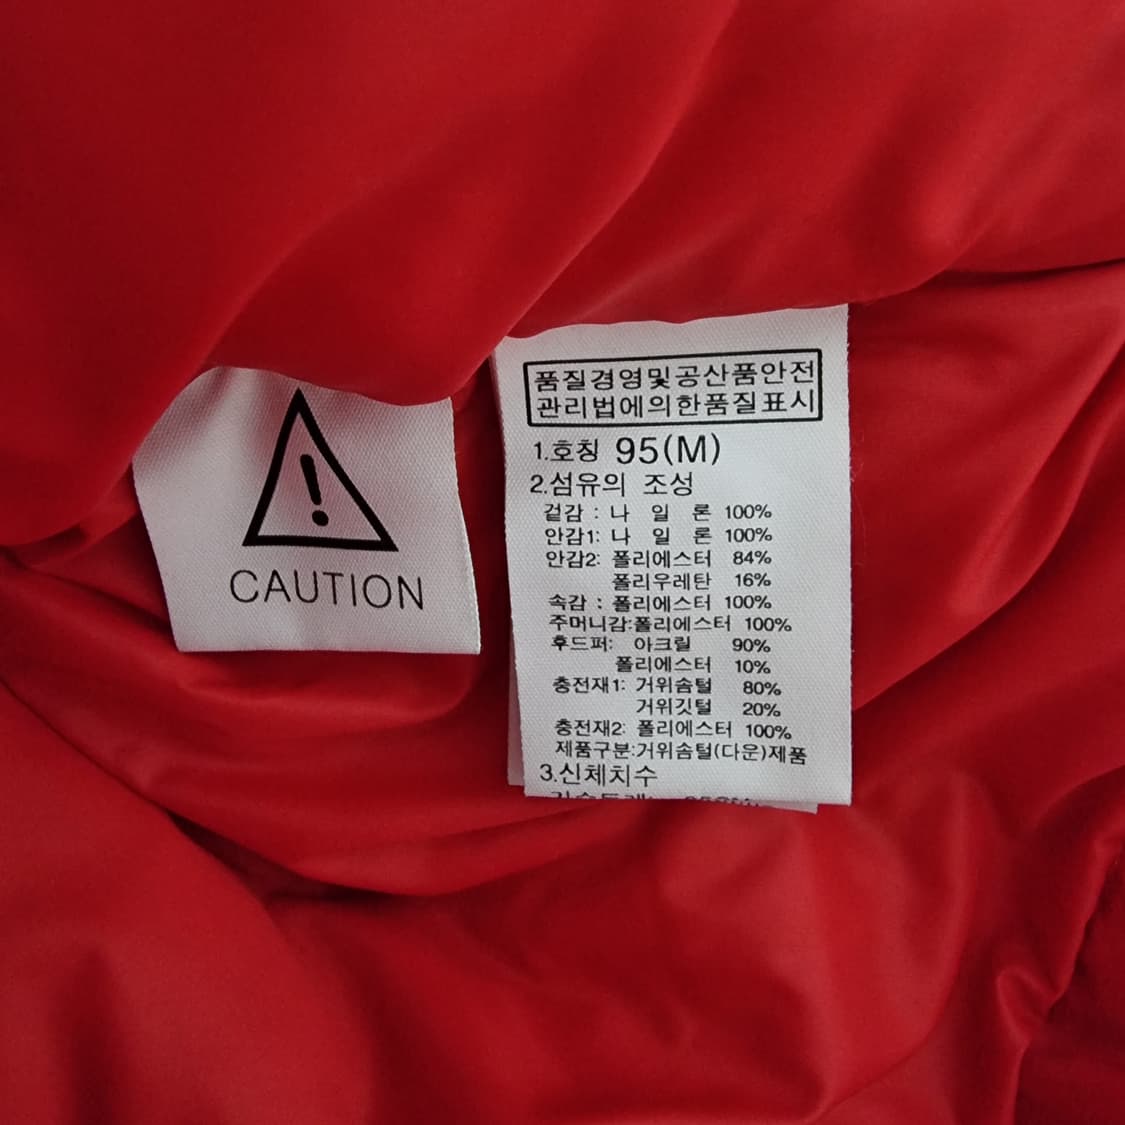 CAUTION
품질경영및공산품안전
관리법에의한품질표시
1.호칭 95(M)
2.섬유의 조성
겉감 : 나 일 론 100%
안감1: 나 일 론 100%
안감2: 폴리에스터 84%
폴리우레탄 16%
속감 : 폴리에스터 100%
주머니감:폴리에스터 100%
후드퍼: 아크릴 90%
폴리에스터 10%
충전재1: 거위솜털 80%
거위깃털 20%
충전재2: 폴리에스터 100%
제품구분:거위솜털(다운)제품
3.신체치수